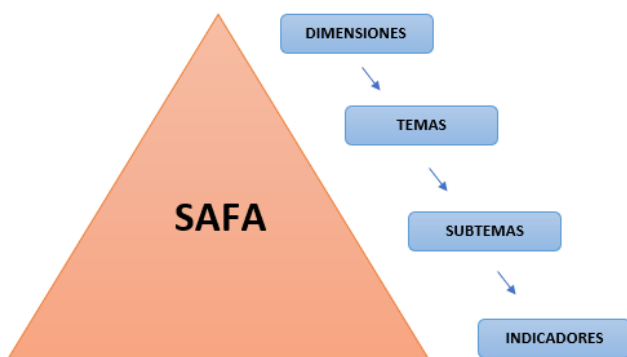 DIMENSIONES
TEMAS
SAFA
SUBTEMAS
INDICADORES